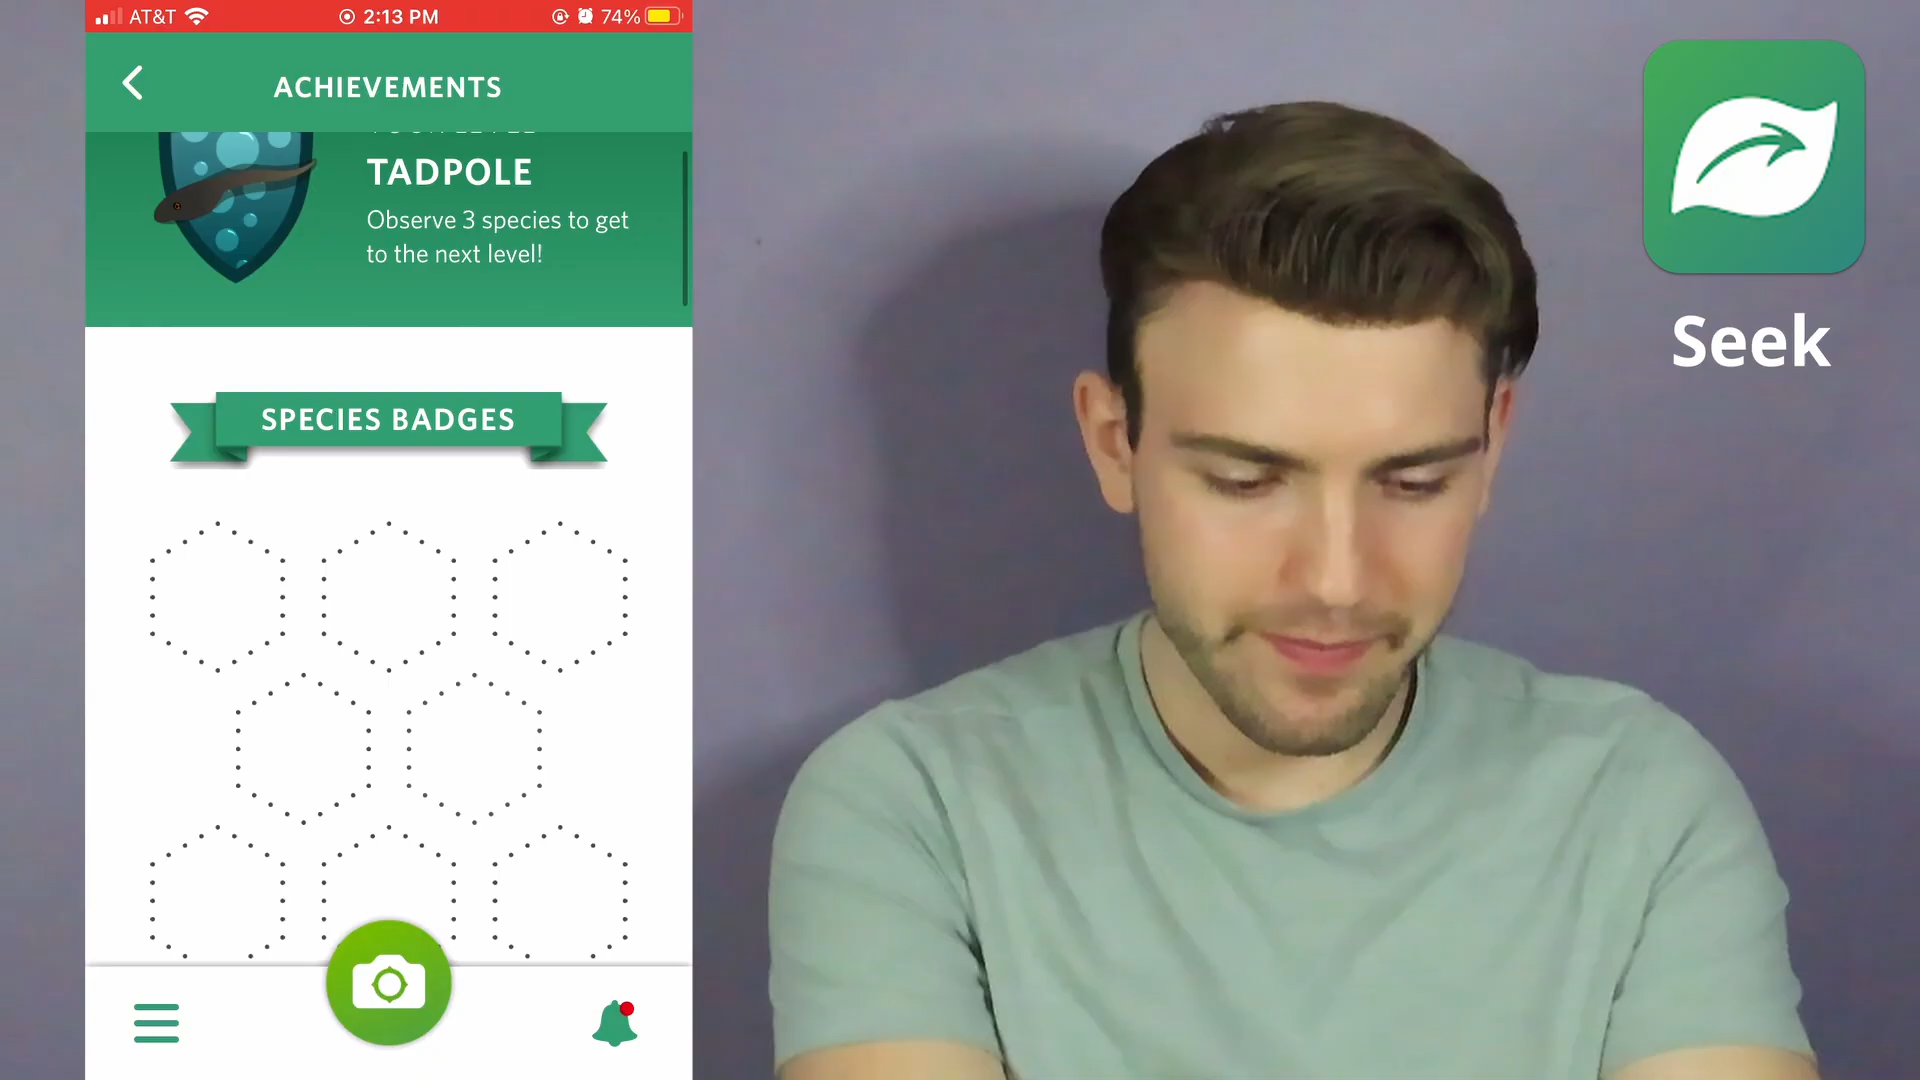 AT&T
2:13 PM
74%
ACHIEVEMENTS
TADPOLE
Observe 3 species to get
to the next level!
SPECIES BADGES
Seek